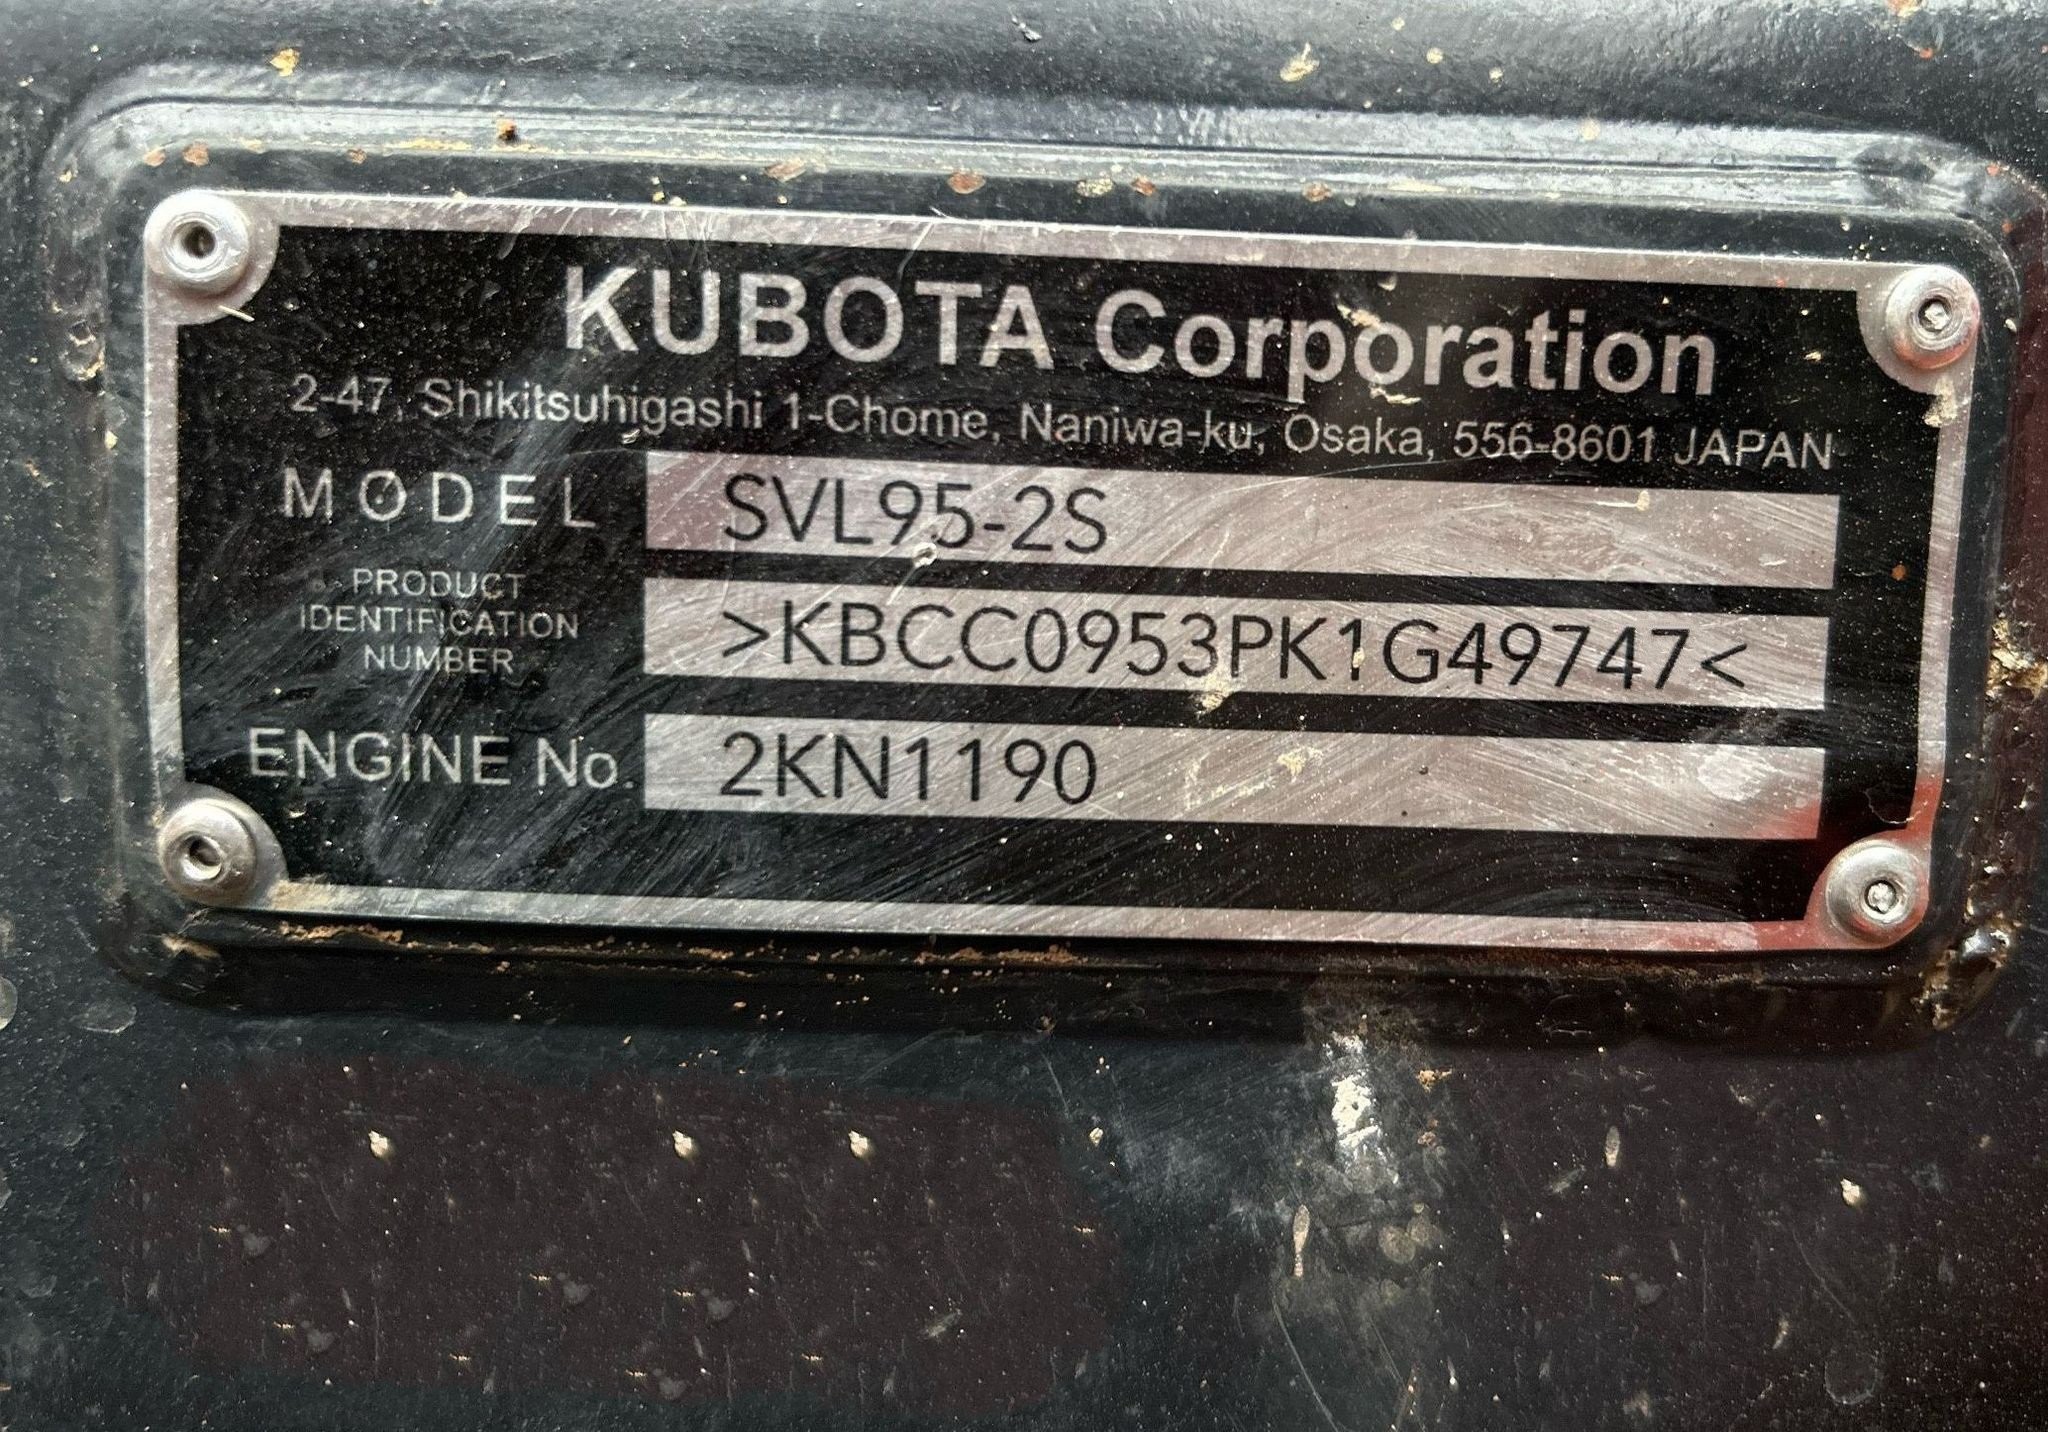 KUBOTA Corporation
2-47, Shikitsuhigashi 1-Chome, Naniwa-ku, Osaka, 556-8601 JAPAN
MODEL SVL95-2S
PRODUCT
IDENTIFICATION
NUMBER
>KBCC0953PK1G49747<
ENGINE No. 2KN1190